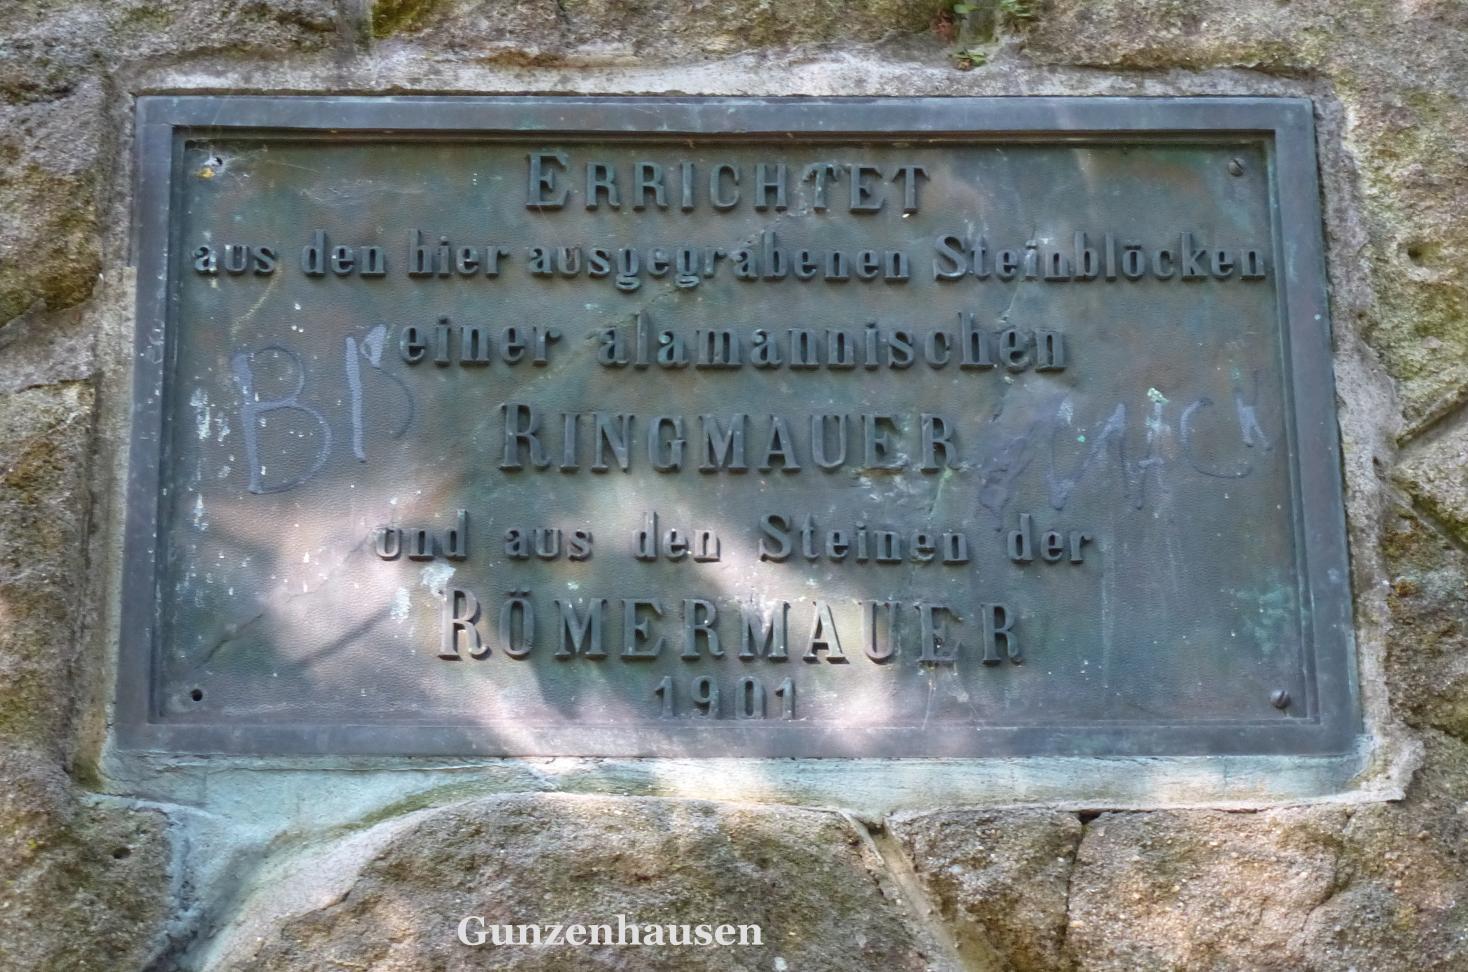 ERRICHTET
aus den hier ausgegrabenen Steinblöcken
einer alamannischen
RINGMAUER
und aus den Steinen der
RÖMERMAUER
1901
Gunzenhausen